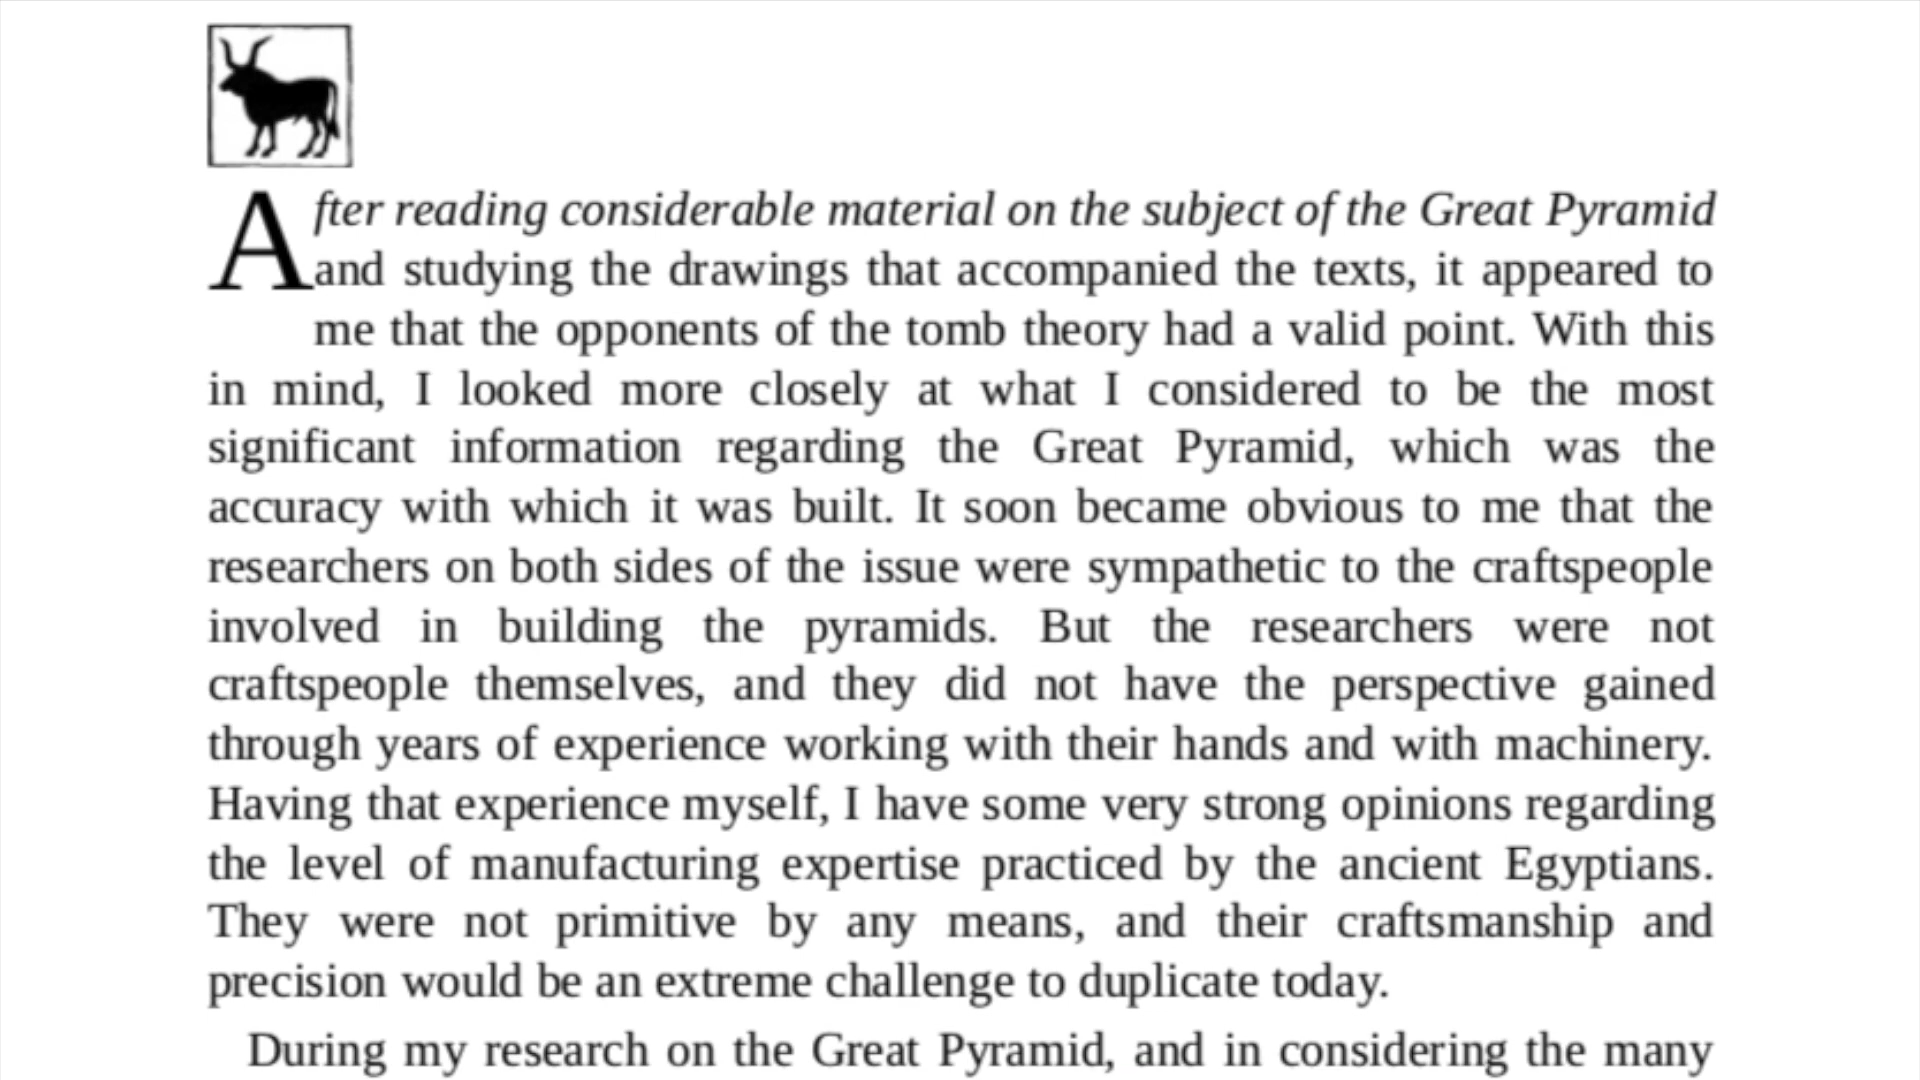 After reading considerable material on the subject of the Great Pyramid
and studying the drawings that accompanied the texts, it appeared to
me that the opponents of the tomb theory had a valid point. With this
in mind, I looked more closely at what I considered to be the most
significant information regarding the Great Pyramid, which was the
accuracy with which it was built. It soon became obvious to me that the
researchers on both sides of the issue were sympathetic to the craftspeople
involved in building the pyramids. But the researchers were not
craftspeople themselves, and they did not have the perspective gained
through years of experience working with their hands and with machinery.
Having that experience myself, I have some very strong opinions regarding
the level of manufacturing expertise practiced by the ancient Egyptians.
They were not primitive by any means, and their craftsmanship and
precision would be an extreme challenge to duplicate today.
During my research on the Great Pyramid, and in considering the many